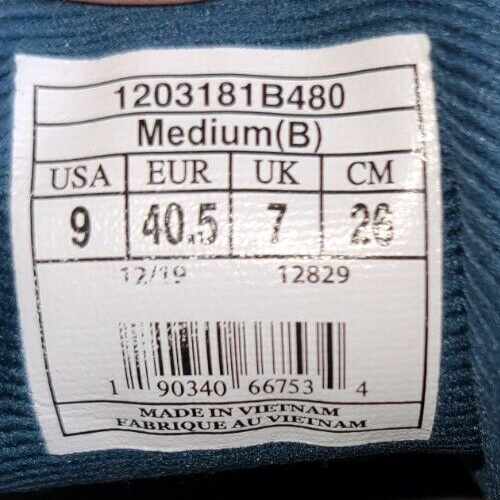 1203181B480
Medium(B)
USA EUR UK CM
9 40.5 7 26
12/19 12829
1 90340 66753 4
MADE IN VIETNAM
FABRIQUE AU VIETNAM